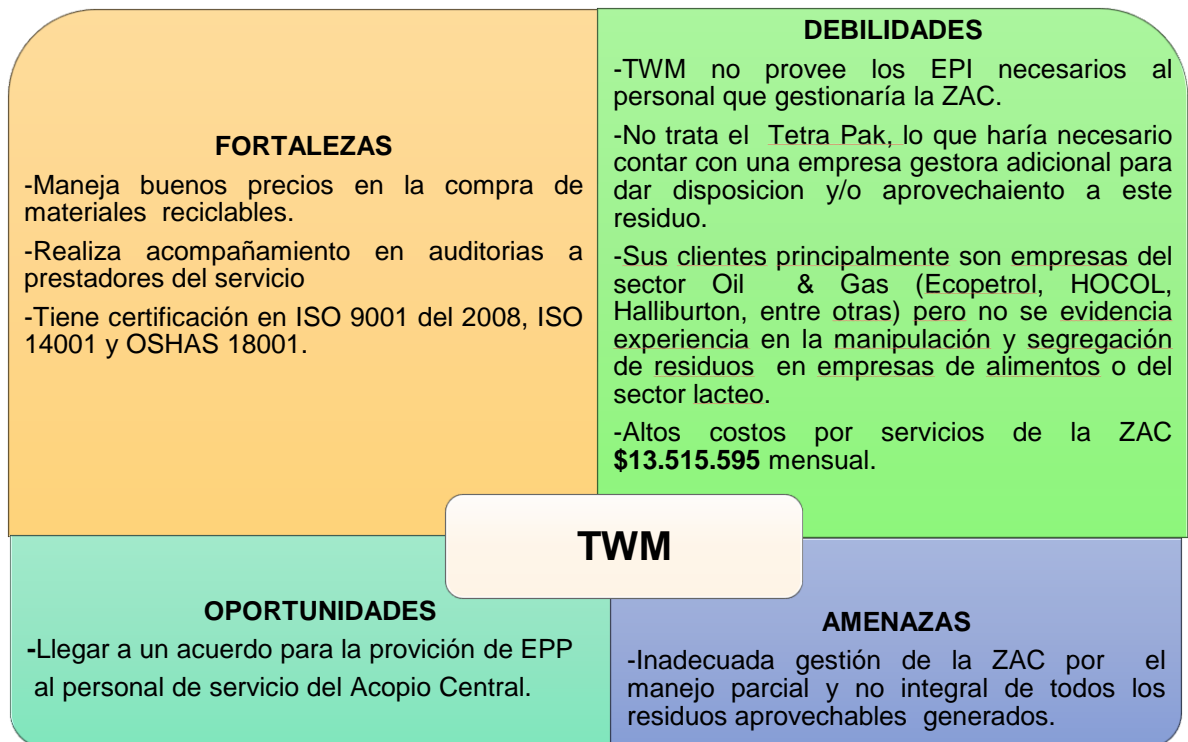 FORTALEZAS
-Maneja buenos precios en la compra de
materiales reciclables.
-Realiza acompañamiento en auditorias a
prestadores del servicio
-Tiene certificación en ISO 9001 del 2008, ISO
14001 y OSHAS 18001.
DEBILIDADES
-TWM no provee los EPI necesarios al
personal que gestionaría la ZAC.
-No trata el Tetra Pak, lo que haría necesario
contar con una empresa gestora adicional para
dar disposicion y/o aprovechaiento a este
residuo.
-Sus clientes principalmente son empresas del
sector Oil & Gas (Ecopetrol, HOCOL,
Halliburton, entre otras) pero no se evidencia
experiencia en la manipulación y segregación
de residuos en empresas de alimentos o del
sector lacteo.
-Altos costos por servicios de la ZAC
$13.515.595 mensual.
TWM
OPORTUNIDADES
-Llegar a un acuerdo para la provición de EPP
al personal de servicio del Acopio Central.
AMENAZAS
-Inadecuada gestión de la ZAC por el
manejo parcial y no integral de todos los
residuos aprovechables generados.